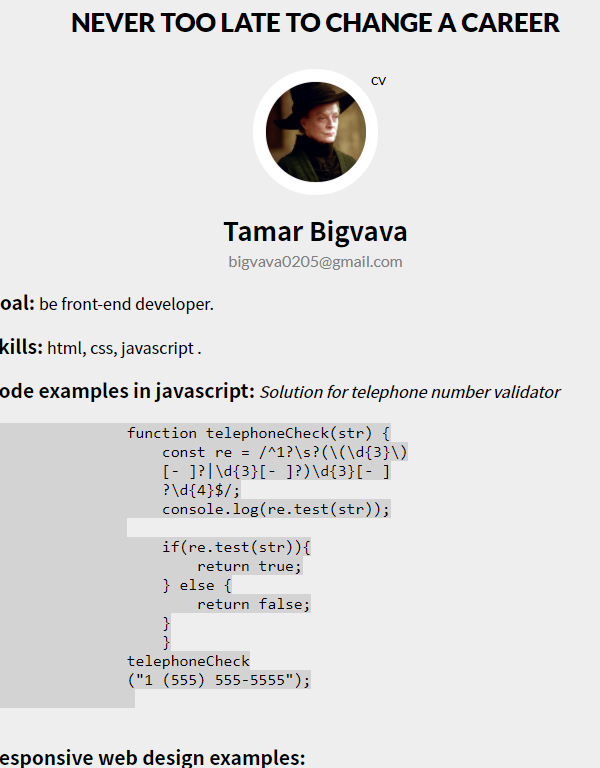 NEVER TOO LATE TO CHANGE A CAREER
CV
Tamar Bigvava
bigvava0205@gmail.com
oal: be front-end developer.
kills: html, css, javascript .
ode examples in javascript: Solution for telephone number validator
function telephoneCheck(str) {
const re = /^1?\s?(\(\d{3}\)
[- ]?|\d{3}[- ]?)\d{3}[- ]
?\d{4}$/;
console.log(re.test(str));
if(re.test(str)){
return true;
} else {
return false;
}
}
telephoneCheck
("1 (555) 555-5555");
esponsive web design examples: